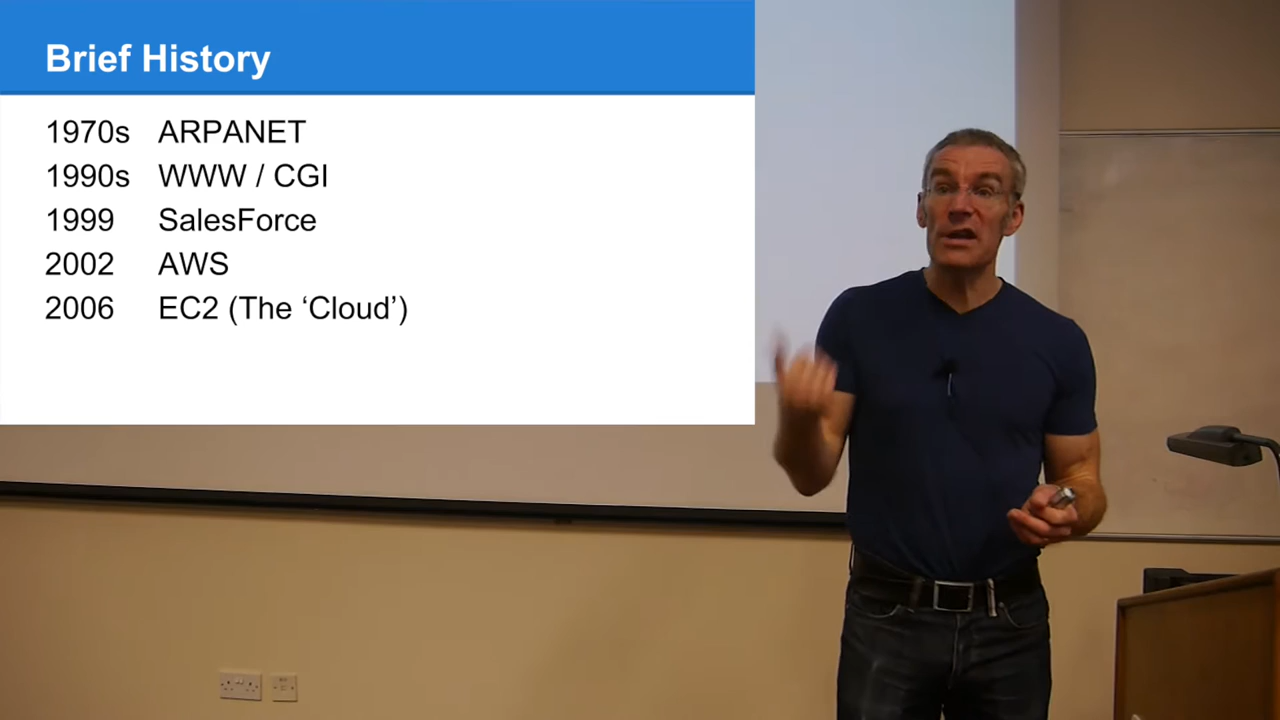 Brief History
1970s ARPANET
1990s WWW / CGI
1999 SalesForce
2002 AWS
2006 EC2 (The ‘Cloud’)